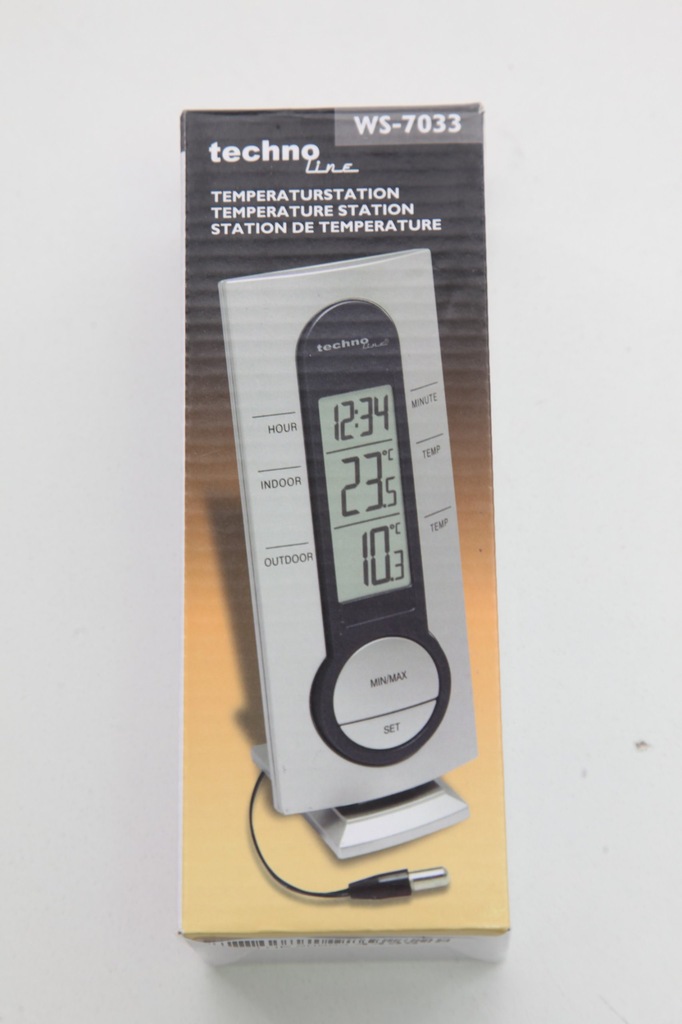 WS-7033
techno line
TEMPERATURSTATION
TEMPERATURE STATION
STATION DE TEMPERATURE
techno line
12:34
HOUR
MINUTE
23.5 °C
INDOOR
TEMP
10.3 °C
OUTDOOR
TEMP
MIN/MAX
SET